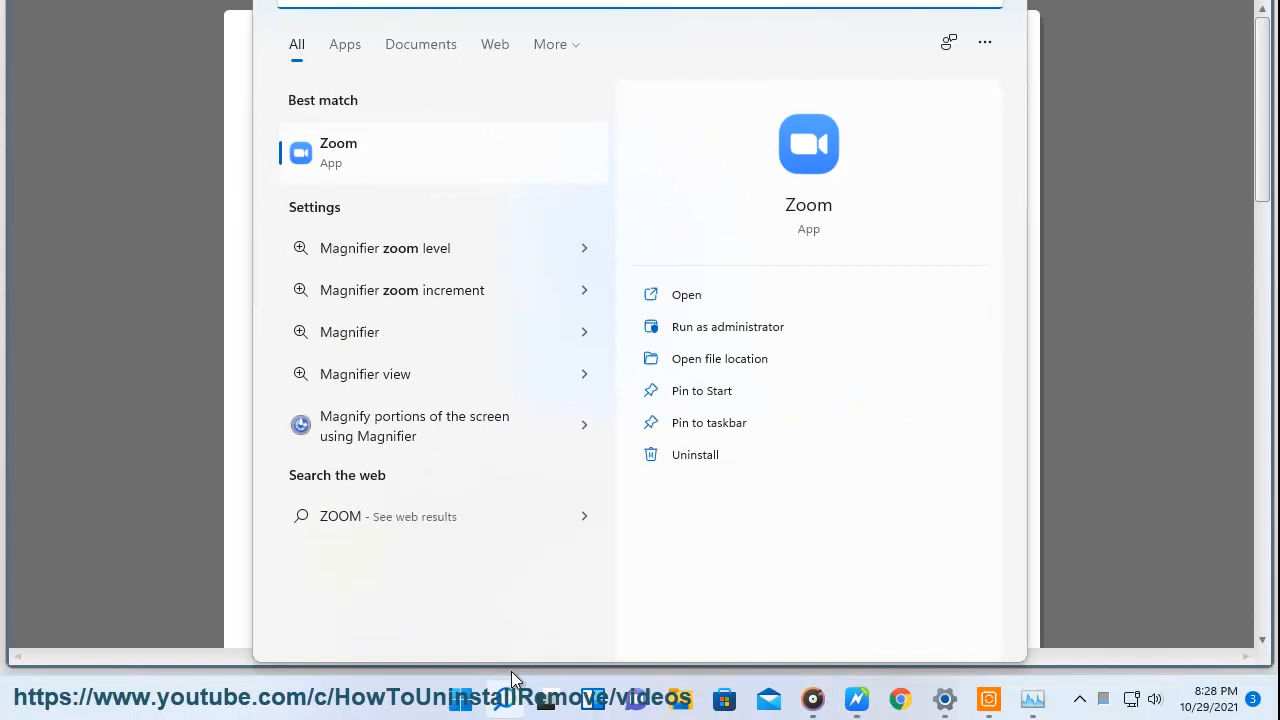 All Apps Documents Web More
Best match
Zoom
App
Settings
Magnifier zoom level
Magnifier zoom increment
Magnifier
Magnifier view
Magnify portions of the screen
using Magnifier
Search the web
ZOOM - See web results
Zoom
App
Open
Run as administrator
Open file location
Pin to Start
Pin to taskbar
Uninstall
https://www.youtube.com/c/HowToUninstallRemove/videos
8:28 PM
10/29/2021
3